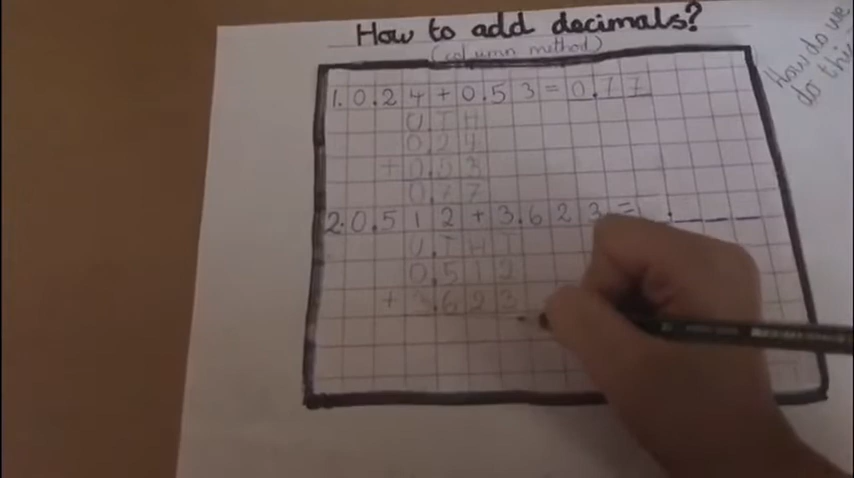 How to add decimals?
(column method)
How do we
do this
1. 0.24 + 0.53 = 0.77
U.TH
0.24
+ 0.53
0.77
2. 0.512 + 3.623 = _._ _ _
U.THT
0.512
+ 3.623